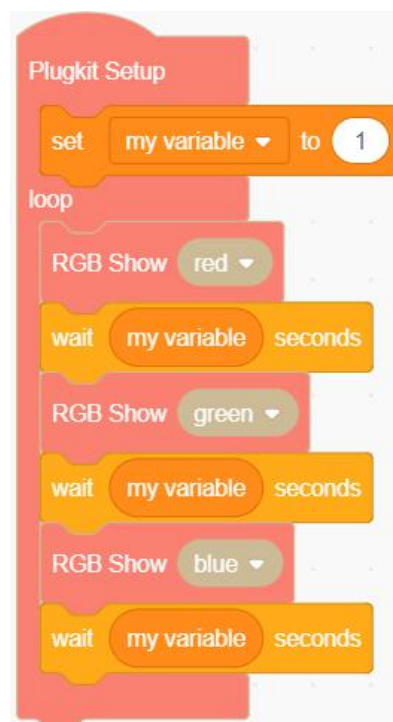 Plugkit Setup
set my variable to 1
loop
RGB Show red
wait my variable seconds
RGB Show green
wait my variable seconds
RGB Show blue
wait my variable seconds